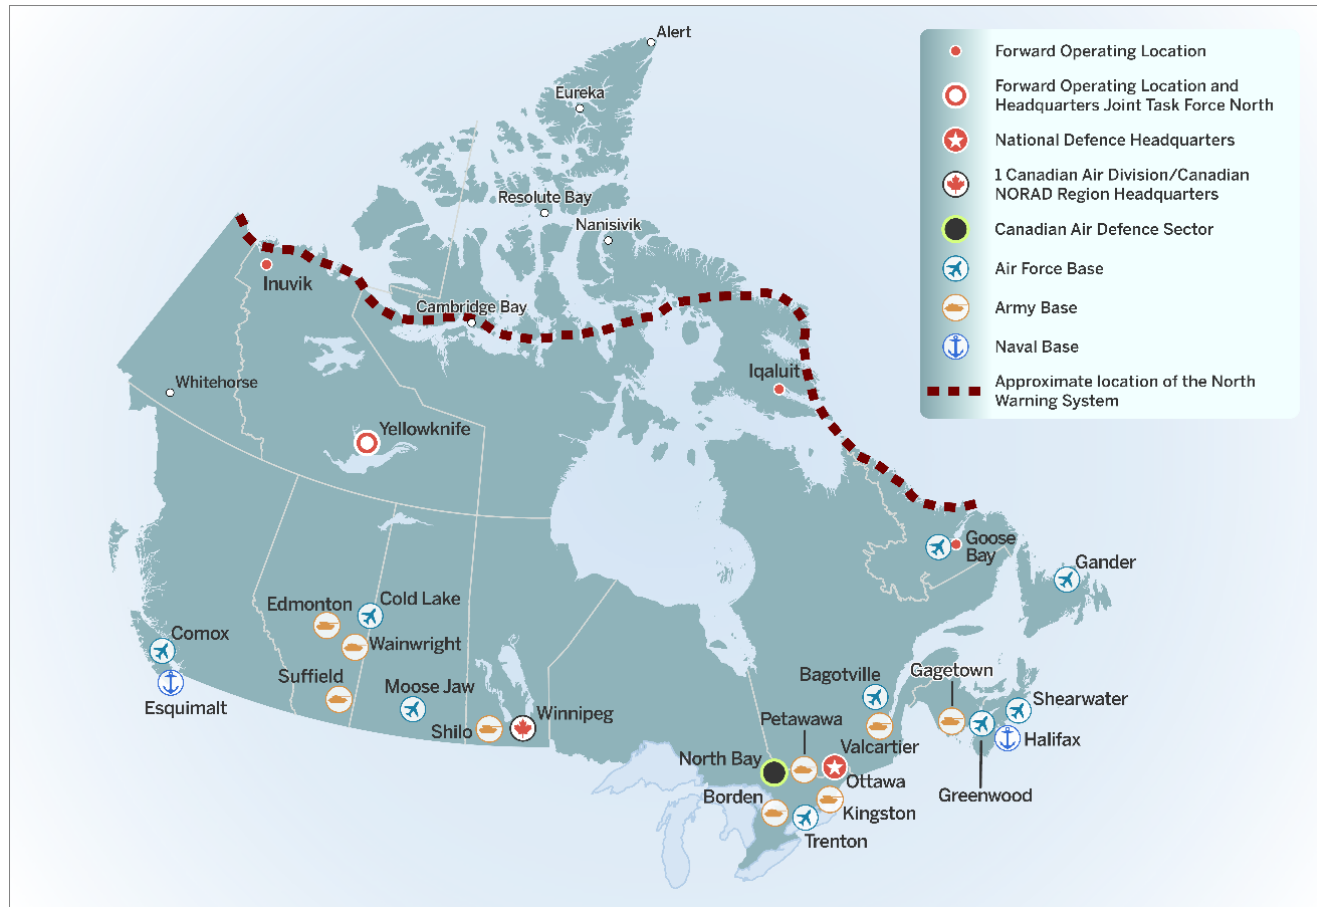 Alert
Eureka
Resolute Bay
Nanisivik
Inuvik
Cambridge Bay
Iqaluit
Whitehorse
Yellowknife
Goose
Bay
Gander
Edmonton
Cold Lake
Comox
Wainwright
Suffield
Esquimalt
Moose Jaw
Shilo
Winnipeg
Bagotville
Gagetown
Shearwater
Petawawa
Valcartier
Halifax
North Bay
Ottawa
Borden
Kingston
Greenwood
Trenton
Forward Operating Location
Forward Operating Location and
Headquarters Joint Task Force North
National Defence Headquarters
1 Canadian Air Division/Canadian
NORAD Region Headquarters
Canadian Air Defence Sector
Air Force Base
Army Base
Naval Base
Approximate location of the North
Warning System